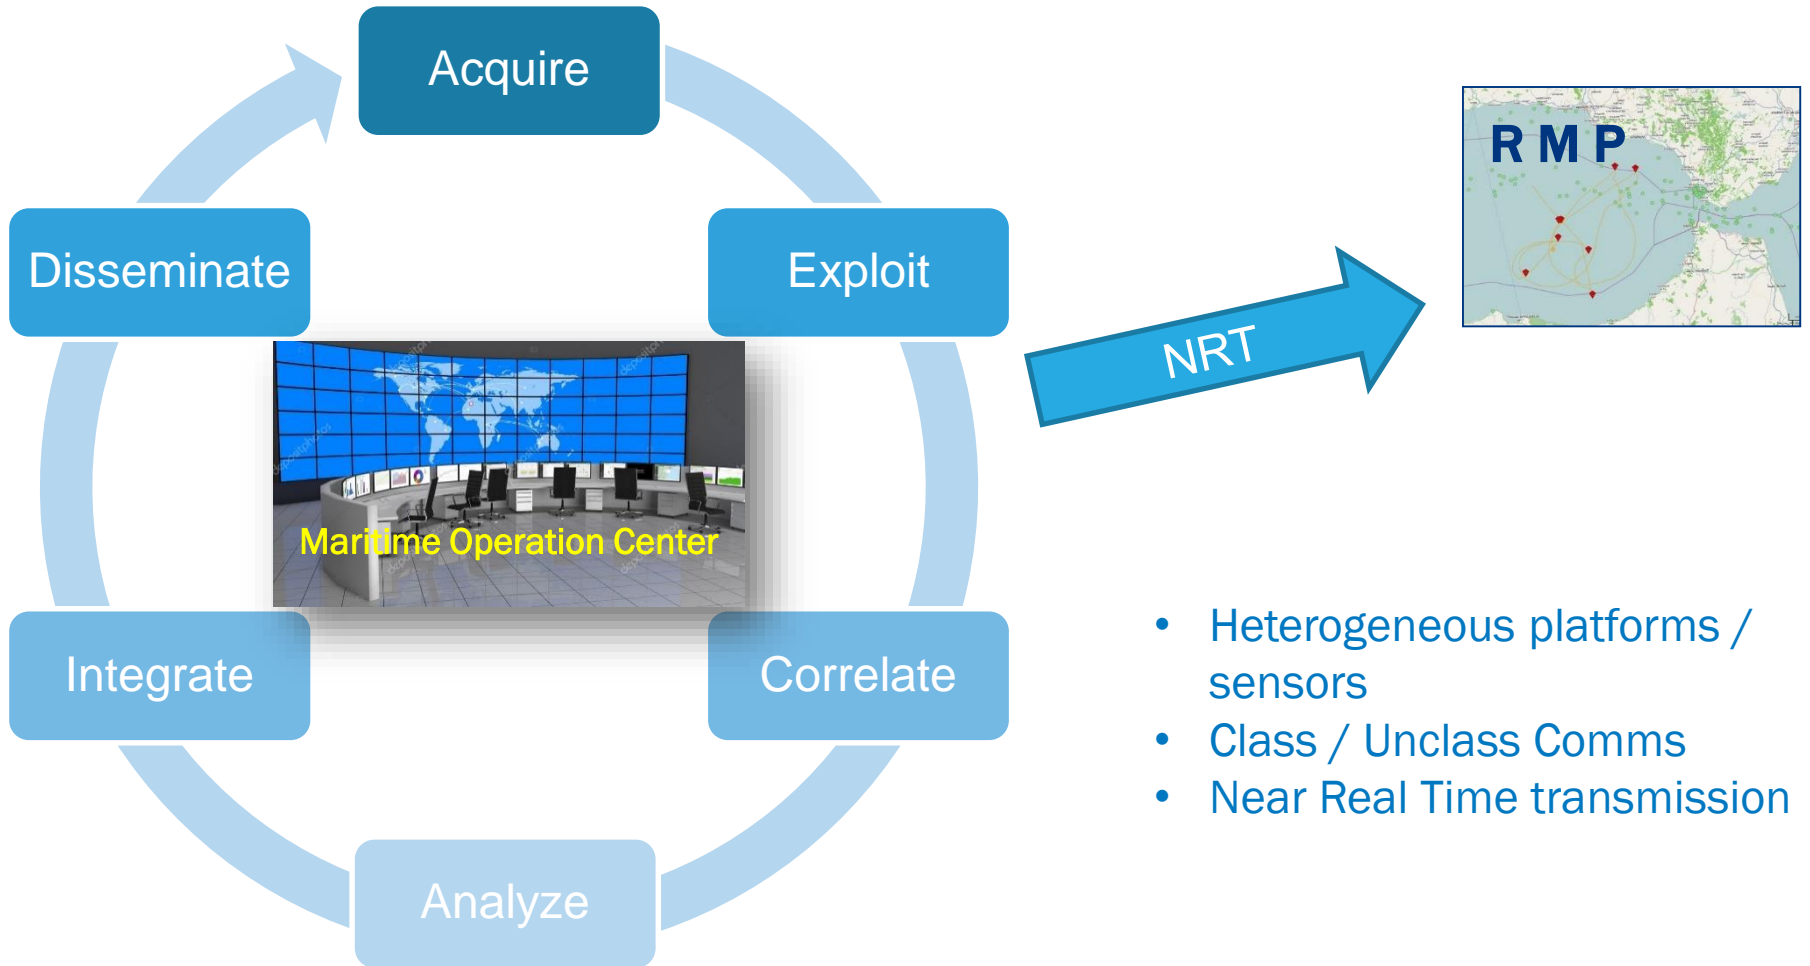 Acquire
Exploit
Correlate
Analyze
Integrate
Disseminate
Maritime Operation Center
depositphotos
NRT
R M P
• Heterogeneous platforms /
sensors
• Class / Unclass Comms
• Near Real Time transmission